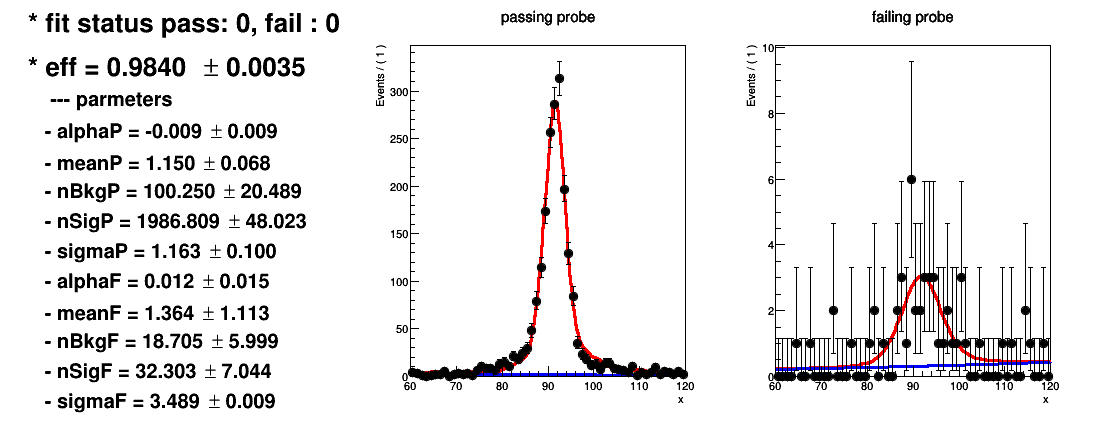 * fit status pass: 0, fail : 0
* eff = 0.9840 ± 0.0035
--- parmeters
- alphaP = -0.009 ± 0.009
- meanP = 1.150 ± 0.068
- nBkgP = 100.250 ± 20.489
- nSigP = 1986.809 ± 48.023
- sigmaP = 1.163 ± 0.100
- alphaF = 0.012 ± 0.015
- meanF = 1.364 ± 1.113
- nBkgF = 18.705 ± 5.999
- nSigF = 32.303 ± 7.044
- sigmaF = 3.489 ± 0.009
passing probe
Events / ( 1 )
300
250
200
150
100
50
0
60 70 80 90 100 110 120
x
failing probe
Events / ( 1 )
10
8
6
4
2
0
60 70 80 90 100 110 120
x